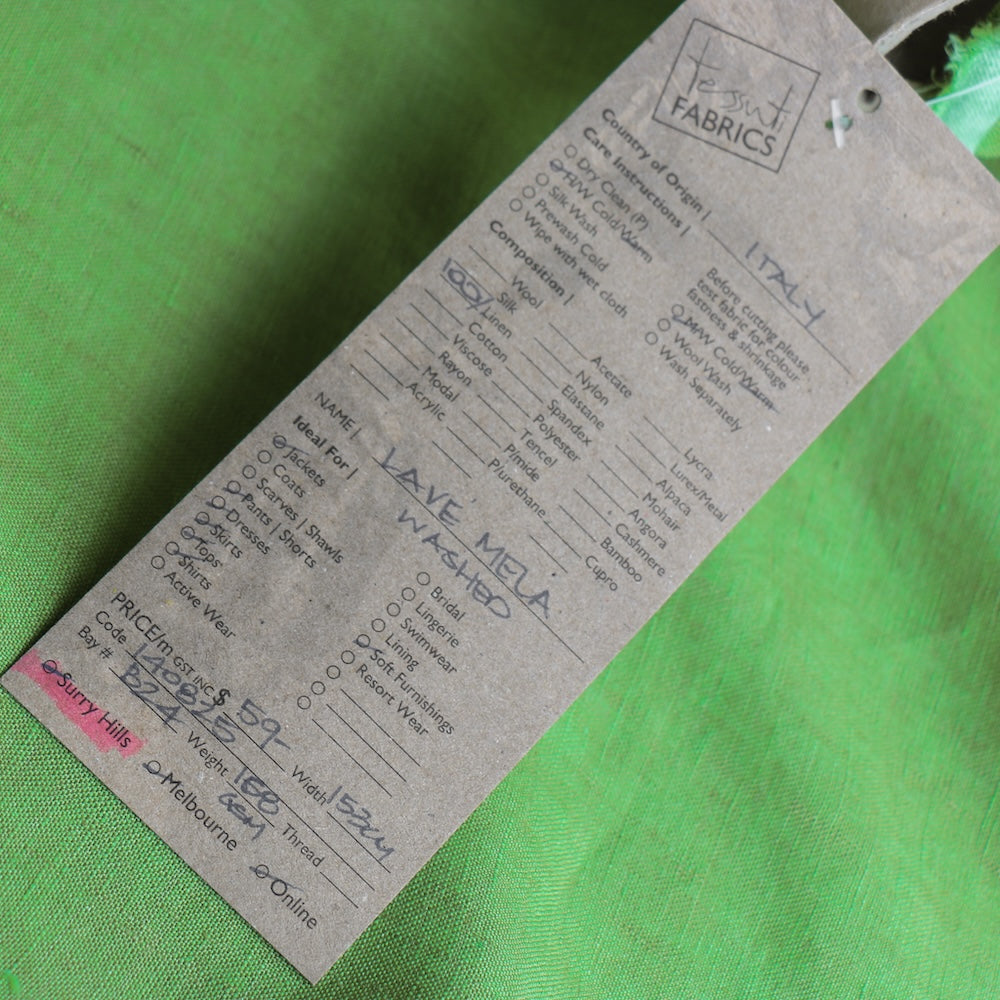 tessuti
FABRICS
Country of Origin | ITALY
Care Instructions |
Dry Clean (P)
H/W Cold/Warm
Silk Wash
Prewash Cold
Wipe with wet cloth
Before cutting please
test fabric for colour
fastness & shrinkage
M/W Cold/Warm
Wool Wash
Wash Separately
Composition |
Wool
Silk
100% Linen
Cotton
Viscose
Rayon
Modal
Acrylic
Acetate
Nylon
Elastane
Spandex
Polyester
Tencel
P/mide
P/urethane
Lycra
Lurex/Metal
Alpaca
Mohair
Angora
Cashmere
Bamboo
Cupro
NAME | LAVE MELA
WASHED
Ideal For |
Jackets
Coats
Scarves | Shawls
Pants | Shorts
Dresses
Skirts
Tops
Shirts
Active Wear
Bridal
Lingerie
Swimwear
Lining
Soft Furnishings
Resort Wear
PRICE/m GST INC $ 59-
Code 140825 Width 152CM
Bay # B24 Weight 158 Thread
GSM
Surry Hills
Melbourne
Online